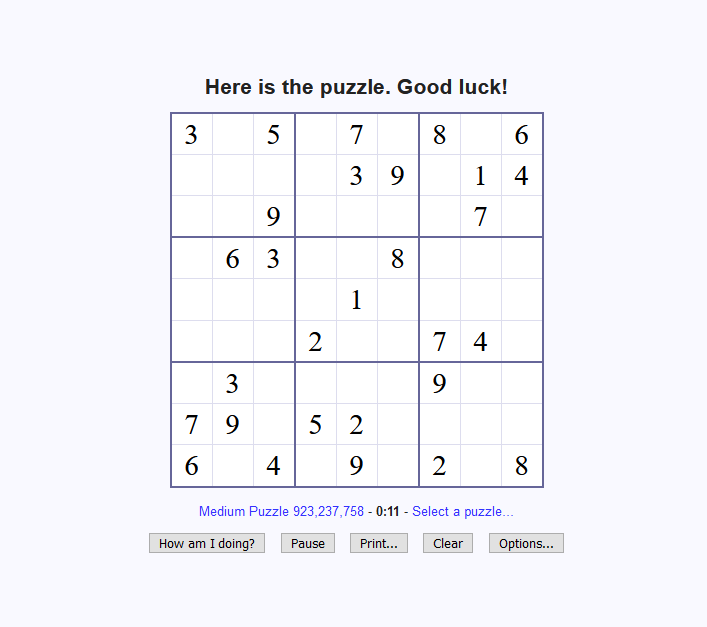 Here is the puzzle. Good luck!
3 5 7 8 6
3 9 1 4
9 7
6 3 8
1
2 7 4
3 9
7 9 5 2
6 4 9 2 8
Medium Puzzle 923,237,758 - 0:11 - Select a puzzle...
How am I doing? Pause Print... Clear Options...